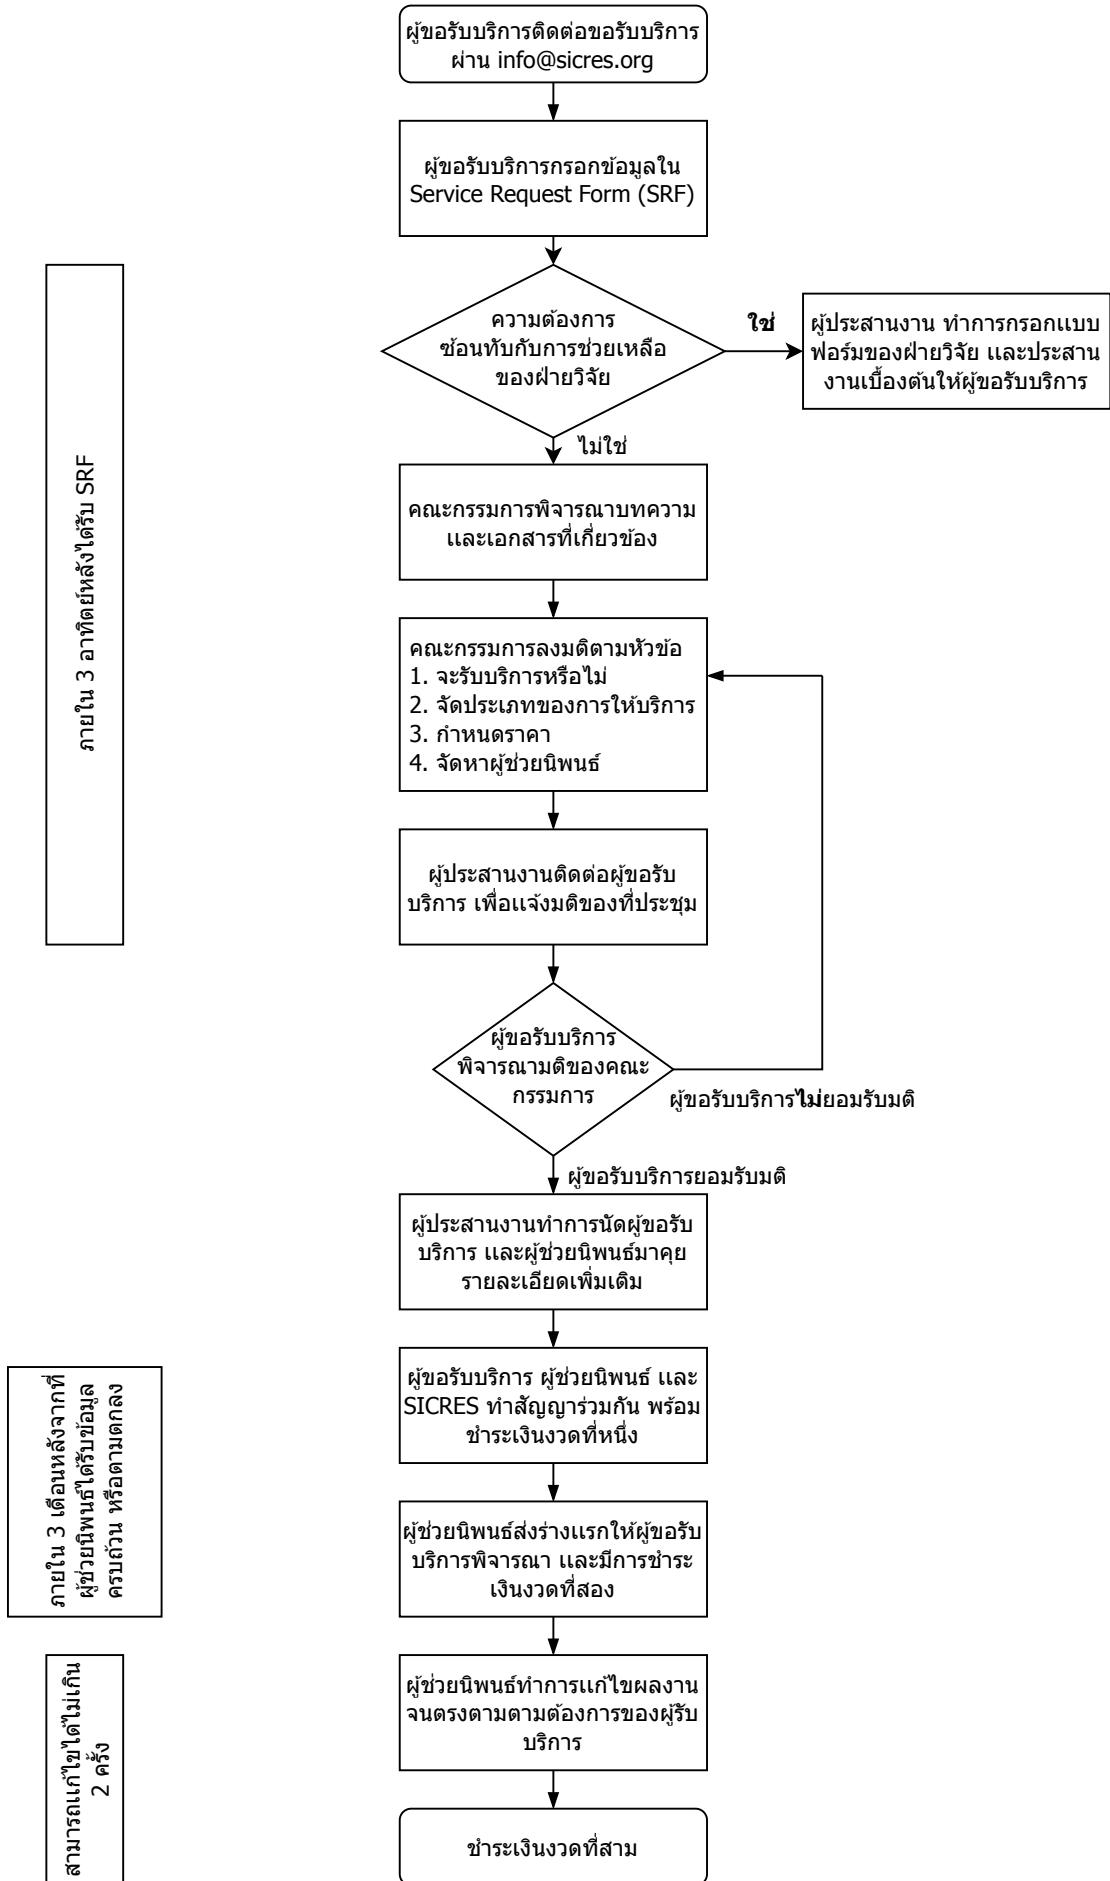 ผู้ขอรับบริการติดต่อขอรับบริการ
ผ่าน info@sicres.org
ผู้ขอรับบริการกรอกข้อมูลใน
Service Request Form (SRF)
ภายใน 3 อาทิตย์หลังได้รับ SRF
ความต้องการ
ซ้อนทับกับการช่วยเหลือ
ของฝ่ายวิจัย
ใช่
ผู้ประสานงาน ทำการกรอกแบบ
ฟอร์มของฝ่ายวิจัย และประสาน
งานเบื้องต้นให้ผู้ขอรับบริการ
ไม่ใช่
คณะกรรมการพิจารณาบทความ
และเอกสารที่เกี่ยวข้อง
คณะกรรมการลงมติตามหัวข้อ
1. จะรับบริการหรือไม่
2. จัดประเภทของการให้บริการ
3. กำหนดราคา
4. จัดหาผู้ช่วยนิพนธ์
ผู้ประสานงานติดต่อผู้ขอรับ
บริการ เพื่อแจ้งมติของที่ประชุม
ผู้ขอรับบริการ
พิจารณามติของคณะ
กรรมการ
ผู้ขอรับบริการไม่ยอมรับมติ
ผู้ขอรับบริการยอมรับมติ
ผู้ประสานงานทำการนัดผู้ขอรับ
บริการ และผู้ช่วยนิพนธ์มาคุย
รายละเอียดเพิ่มเติม
ภายใน 3 เดือนหลังจากที่
ผู้ช่วยนิพนธ์ได้รับข้อมูล
ครบถ้วน หรือตามตกลง
ผู้ขอรับบริการ ผู้ช่วยนิพนธ์ และ
SICRES ทำสัญญาร่วมกัน พร้อม
ชำระเงินงวดที่หนึ่ง
ผู้ช่วยนิพนธ์ส่งร่างแรกให้ผู้ขอรับ
บริการพิจารณา และมีการชำระ
เงินงวดที่สอง
สามารถแก้ไขได้ไม่เกิน
2 ครั้ง
ผู้ช่วยนิพนธ์ทำการแก้ไขผลงาน
จนตรงตามตามต้องการของผู้รับ
บริการ
ชำระเงินงวดที่สาม